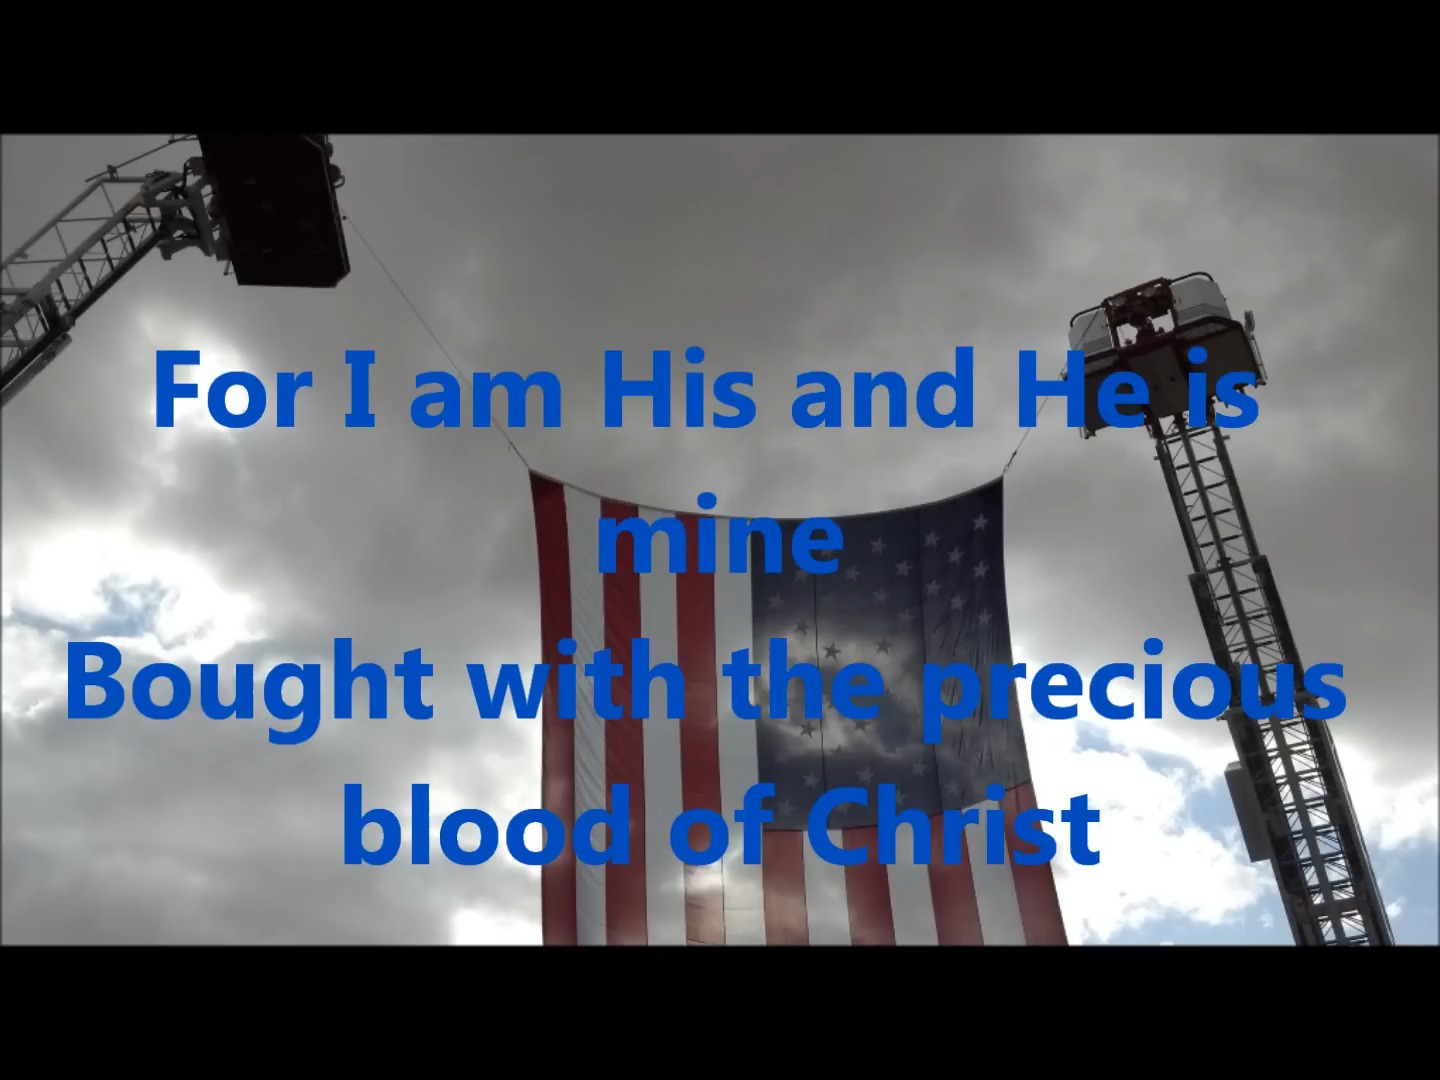 For I am His and He is
mine
Bought with the precious
blood of Christ